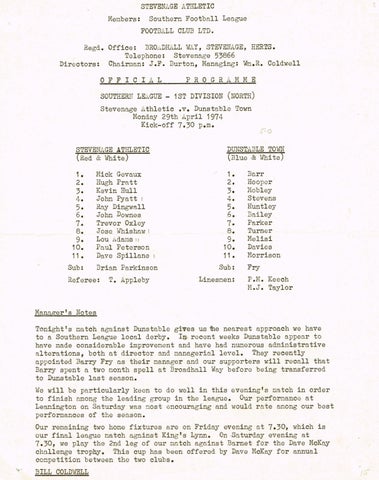 STEVENAGE ATHLETIC
Members: Southern Football League
FOOTBALL CLUB LTD.
Regd. Office: BROADHALL WAY, STEVENAGE, HERTS.
Telephone: Stevenage 53866
Directors: Chairman: J.F. Burton, Managing: Wm.R. Coldwell
OFFICIAL PROGRAMME
SOUTHERN LEAGUE - 1ST DIVISION (NORTH)
Stevenage Athletic .v. Dunstable Town
Monday 29th April 1974
Kick-off 7.30 p.m.
STEVENAGE ATHLETIC
(Red & White)
1. Mick Govaux
2. Hugh Pratt
3. Kevin Hull
4. John Pyatt
5. Ray Dingwall
6. John Downes
7. Trevor Oxley
8. Jose Whishaw
9. Lou Adams
10. Paul Peterson
11. Dave Spillane
Sub: Brian Parkinson
Referee: T. Appleby
DUNSTABLE TOWN
(Blue & White)
1. Barr
2. Hooper
3. Mobley
4. Stevens
5. Huntley
6. Bailey
7. Parker
8. Turner
9. Meliai
10. Davies
11. Morrison
Sub: Fry
Linesmen: P.M. Keech
M.J. Taylor
Manager's Notes
Tonight's match against Dunstable gives us the nearest approach we have
to a Southern League local derby. In recent weeks Dunstable appear to
have made considerable improvement and have had numerous administrative
alterations, both at director and managerial level. They recently
appointed Barry Fry as their manager and our supporters will recall that
Barry spent a two month spell at Broadhall Way before being transferred
to Dunstable last season.
We will be particularly keen to do well in this evening's match in order
to finish among the leading group in the league. Our performance at
Leamington on Saturday was most encouraging and would rate among our best
performances of the season.
Our remaining two home fixtures are on Friday evening at 7.30, which is
our final league match against King's Lynn. On Saturday evening at
7.30, we play the 2nd leg of our match against Barnet for the Dave McKay
challenge trophy. This cup has been offered by Dave McKay for annual
competition between the two clubs.
BILL COLDWELL